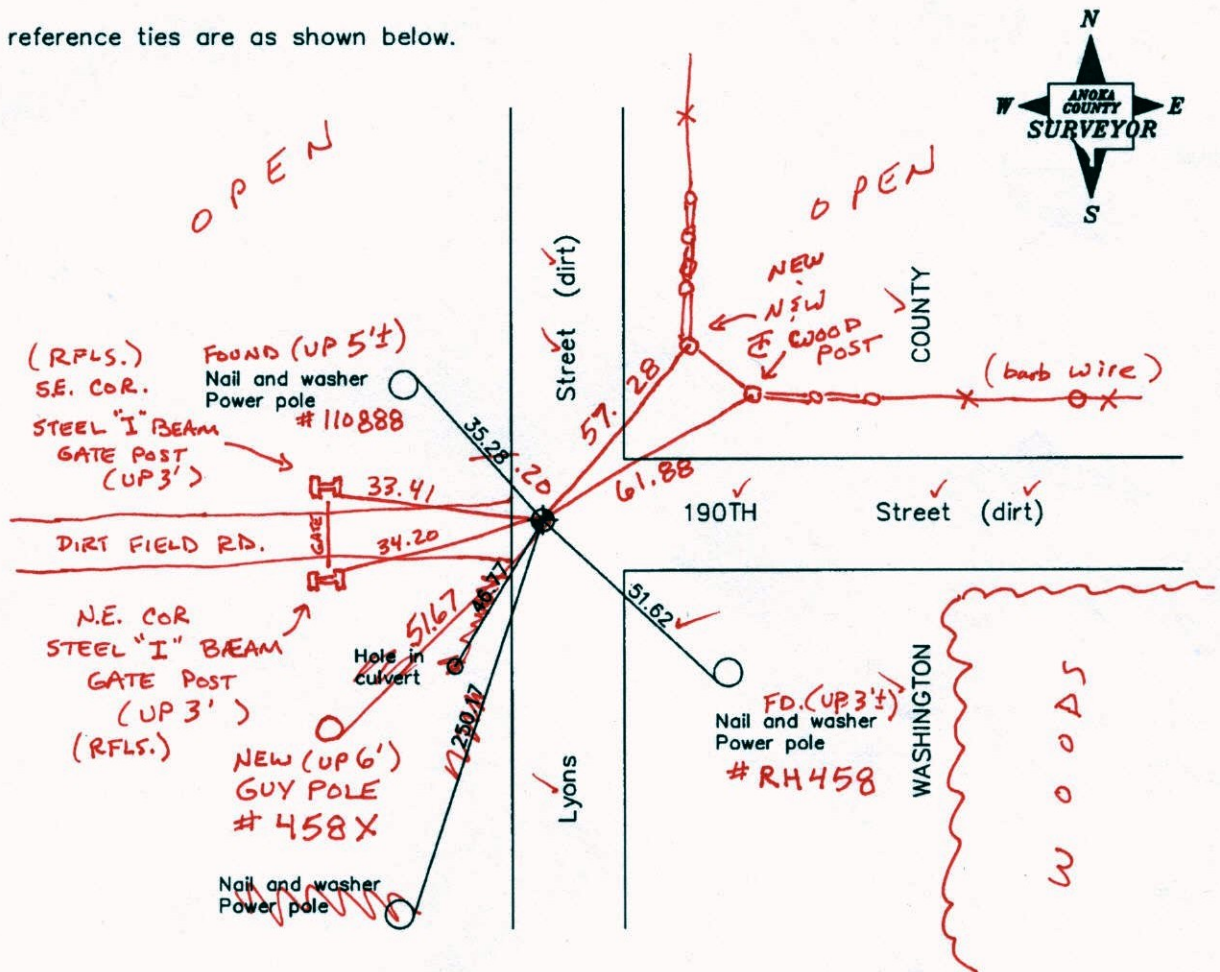 reference ties are as shown below.
N
W
ANOKA
COUNTY
SURVEYOR
E
S
OPEN
OPEN
Street (dirt)
NEW
N & W
℄ WOOD
POST
COUNTY
(barb wire)
(RFLS.)
S.E. COR.
STEEL "I" BEAM
GATE POST
(UP 3')
FOUND (UP 5'±)
Nail and washer
Power pole
# 110888
35.28
.20
57.28
61.88
33.41
34.20
GATE
DIRT FIELD RD.
190TH Street (dirt)
N.E. COR
STEEL "I" BEAM
GATE POST
(UP 3')
(RFLS.)
51.67
46.77
Hole in
culvert
250.17
51.62
NEW (UP 6')
GUY POLE
# 458X
Lyons
FD. (UP 3'±)
Nail and washer
Power pole
# RH458
WASHINGTON
WOODS
Nail and washer
Power pole